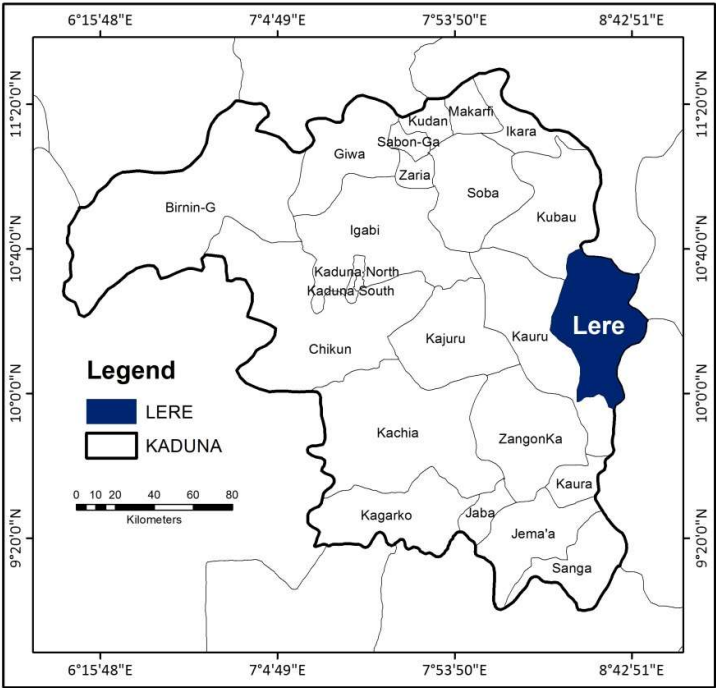 6°15'48"E 7°4'49"E 7°53'50"E 8°42'51"E
11°20'0"N
11°20'0"N
Makarfi
Kudan
Ikara
Sabon-Ga
Giwa
Zaria
Soba
Birnin-G
Kubau
Igabi
10°40'0"N
10°40'0"N
Kaduna North
Kaduna South
Lere
Kajuru
Kauru
Chikun
Legend
LERE
KADUNA
10°0'0"N
10°0'0"N
Kachia
ZangonKa
Kaura
0 10 20 40 60 80
Kilometers
Kagarko
Jaba
Jema'a
9°20'0"N
9°20'0"N
Sanga
6°15'48"E 7°4'49"E 7°53'50"E 8°42'51"E